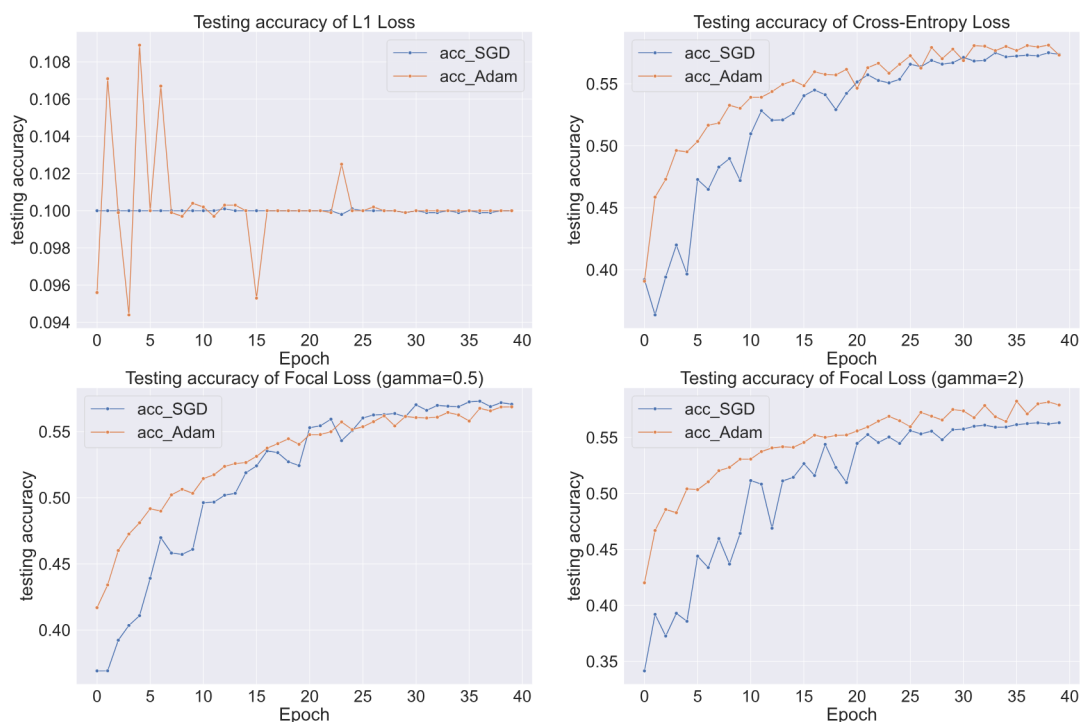 Testing accuracy of L1 Loss
acc_SGD
acc_Adam
0.108
0.106
0.104
0.102
0.100
0.098
0.096
0.094
testing accuracy
0 5 10 15 20 25 30 35 40
Epoch
Testing accuracy of Cross-Entropy Loss
acc_SGD
acc_Adam
0.55
0.50
0.45
0.40
testing accuracy
0 5 10 15 20 25 30 35 40
Epoch
Testing accuracy of Focal Loss (gamma=0.5)
acc_SGD
acc_Adam
0.55
0.50
0.45
0.40
testing accuracy
0 5 10 15 20 25 30 35 40
Epoch
Testing accuracy of Focal Loss (gamma=2)
acc_SGD
acc_Adam
0.55
0.50
0.45
0.40
0.35
testing accuracy
0 5 10 15 20 25 30 35 40
Epoch